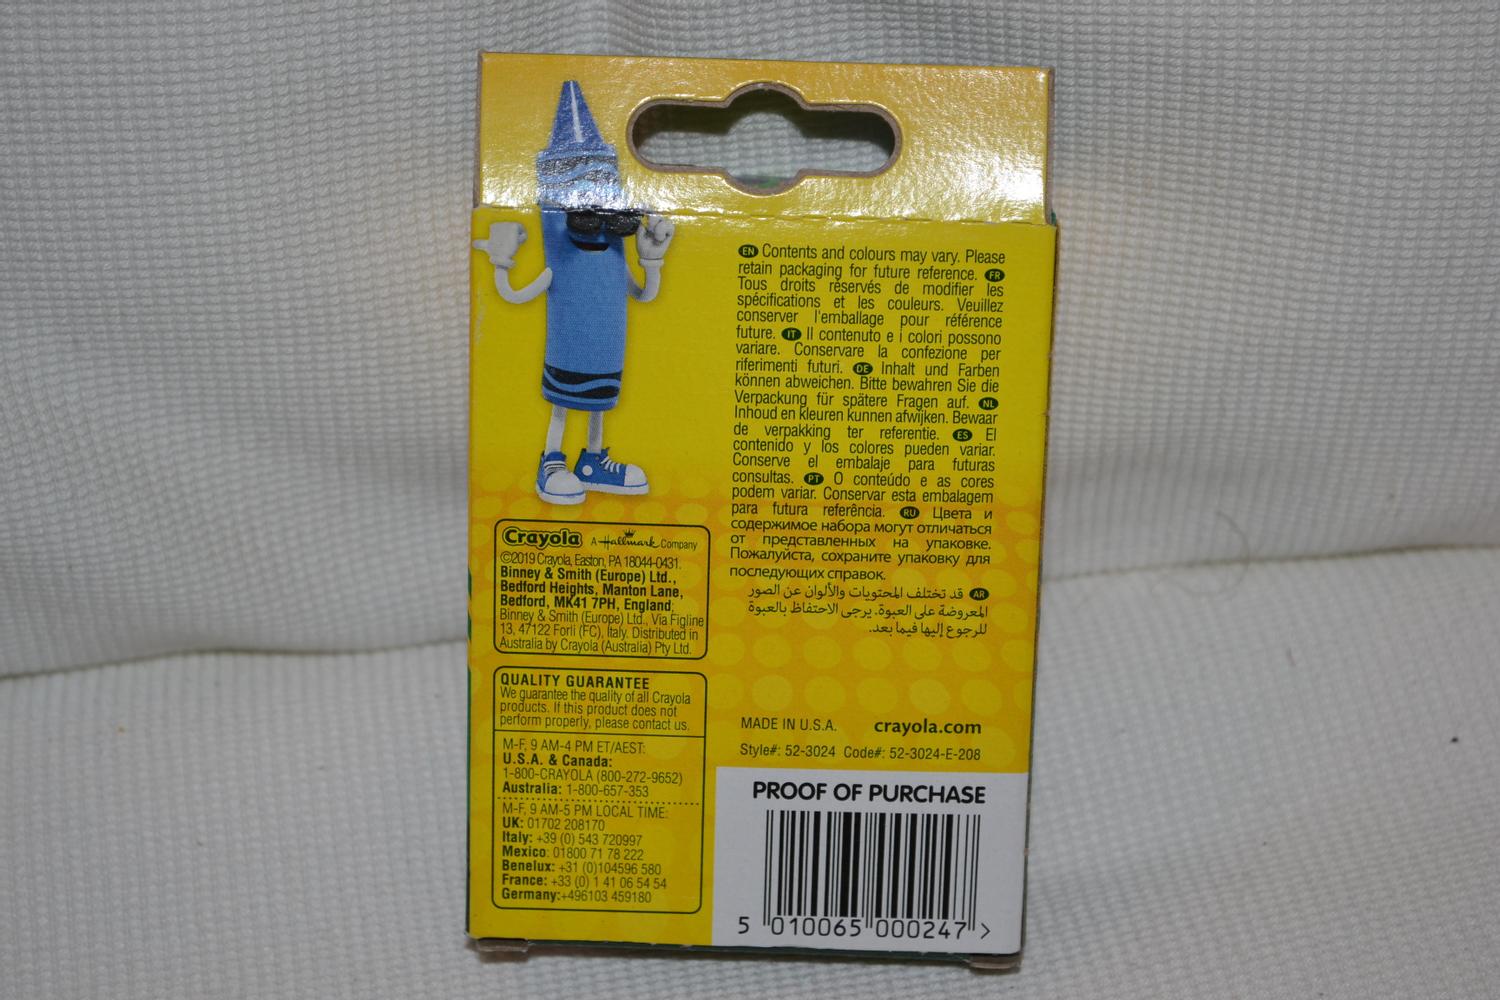 EN Contents and colours may vary. Please
retain packaging for future reference. FR
Tous droits réservés de modifier les
spécifications et les couleurs. Veuillez
conserver l'emballage pour référence
future. IT Il contenuto e i colori possono
variare. Conservare la confezione per
riferimenti futuri. DE Inhalt und Farben
können abweichen. Bitte bewahren Sie die
Verpackung für spätere Fragen auf. NL
Inhoud en kleuren kunnen afwijken. Bewaar
de verpakking ter referentie. ES El
contenido y los colores pueden variar.
Conserve el embalaje para futuras
consultas. PT O conteúdo e as cores
podem variar. Conservar esta embalagem
para futura referência. RU Цвета и
содержимое набора могут отличаться
от представленных на упаковке.
Пожалуйста, сохраните упаковку для
последующих справок.
AR قد تختلف المحتويات والألوان عن الصور
المعروضة على العبوة. يرجى الاحتفاظ بالعبوة
للرجوع إليها فيما بعد.
Crayola A Hallmark Company
©2019 Crayola, Easton, PA 18044-0431.
Binney & Smith (Europe) Ltd.,
Bedford Heights, Manton Lane,
Bedford, MK41 7PH, England;
Binney & Smith (Europe) Ltd., Via Figline
13, 47122 Forlì (FC), Italy. Distributed in
Australia by Crayola (Australia) Pty Ltd.
QUALITY GUARANTEE
We guarantee the quality of all Crayola
products. If this product does not
perform properly, please contact us.
M-F, 9 AM-4 PM ET/AEST:
U.S.A. & Canada:
1-800-CRAYOLA (800-272-9652)
Australia: 1-800-657-353
M-F, 9 AM-5 PM LOCAL TIME:
UK: 01702 208170
Italy: +39 (0) 543 720997
Mexico: 01800 71 78 222
Benelux: +31 (0)104596 580
France: +33 (0) 1 41 06 54 54
Germany:+496103 459180
MADE IN U.S.A. crayola.com
Style#: 52-3024 Code#: 52-3024-E-208
PROOF OF PURCHASE
5 010065 000247 >